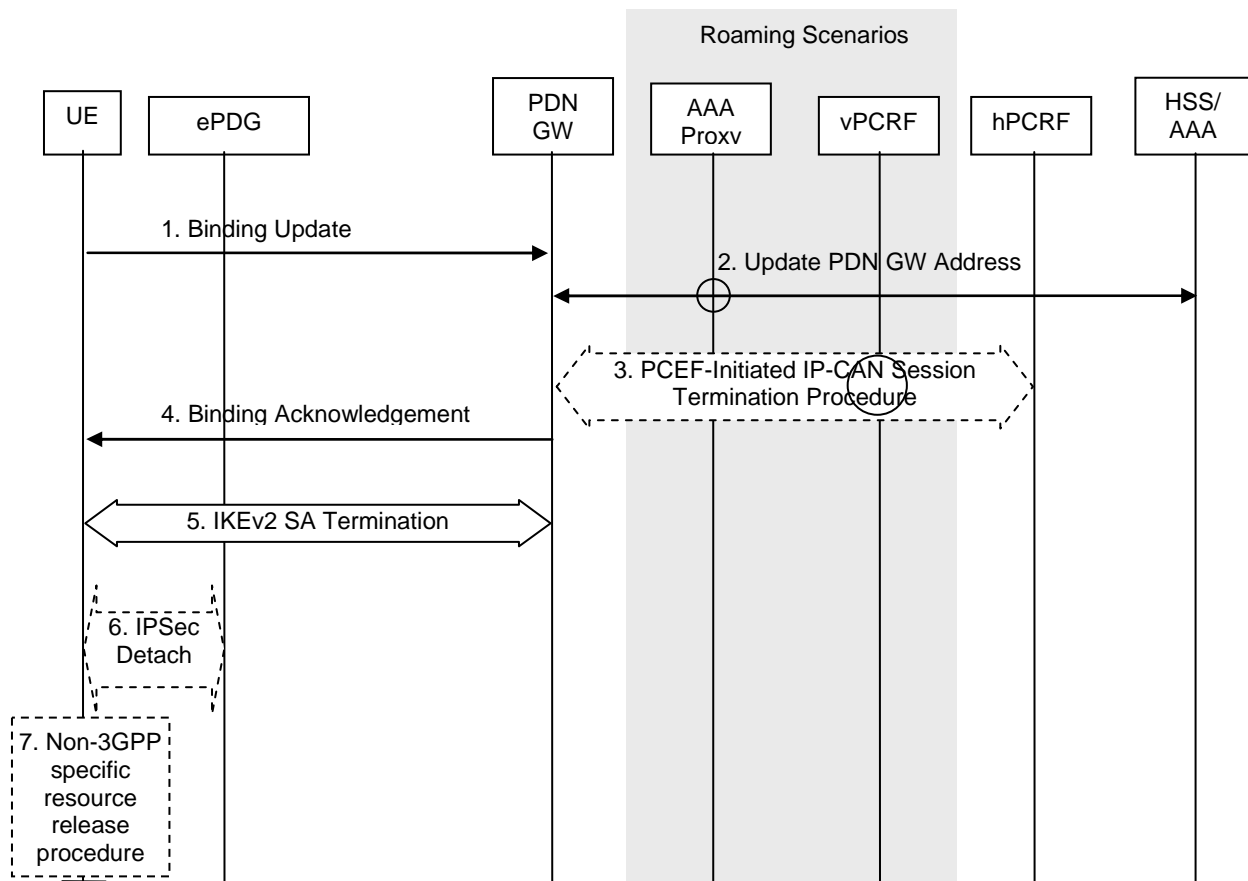 Roaming Scenarios
UE
ePDG
PDN
GW
AAA
Proxy
vPCRF
hPCRF
HSS/
AAA
1. Binding Update
2. Update PDN GW Address
3. PCEF-Initiated IP-CAN Session
Termination Procedure
4. Binding Acknowledgement
5. IKEv2 SA Termination
6. IPSec
Detach
7. Non-3GPP
specific
resource
release
procedure